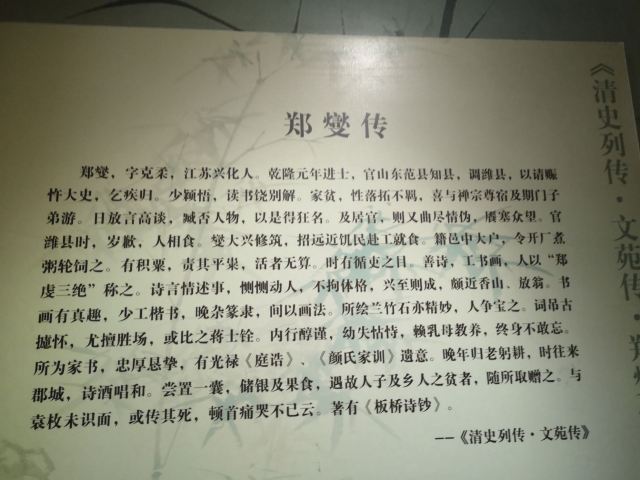 郑燮传
郑燮，字克柔，江苏兴化人。乾隆元年进士，官山东范县知县，调潍县，以请赈
忤大史，乞疾归。少颖悟，读书饶别解。家贫，性落拓不羁，喜与禅宗尊宿及期门子
弟游。日放言高谈，臧否人物，以是得狂名。及居官，则又曲尽情伪，餍塞众望。官
潍县时，岁歉，人相食。燮大兴修筑，招远近饥民赴工就食。籍邑中大户，令开厂煮
粥轮饲之。有积粟，责其平粜，活者无算。时有循吏之目。善诗，工书画，人以“郑
虔三绝”称之。诗言情述事，恻恻动人，不拘体格，兴至则成，颇近香山、放翁。书
画有真趣，少工楷书，晚杂篆隶，间以画法。所绘兰竹石亦精妙，人争宝之。词吊古
摅怀，尤擅胜场，或比之蒋士铨。内行醇谨，幼失怙恃，赖乳母教养，终身不敢忘。
所为家书，忠厚恳挚，有光禄《庭诰》、《颜氏家训》遗意。晚年归老躬耕，时往来
郡城，诗酒唱和。尝置一囊，储银及果食，遇故人子及乡人之贫者，随所取赠之。与
袁枚未识面，或传其死，顿首痛哭不已云。著有《板桥诗钞》。
--《清史列传·文苑传》
《清史列传·文苑传·郑